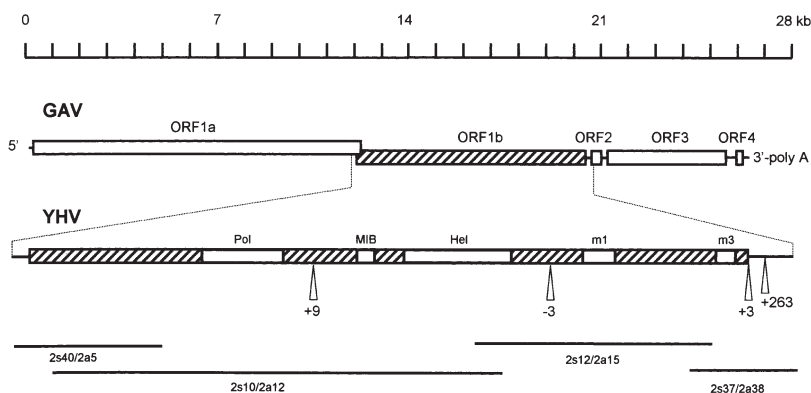 0 7 14 21 28 kb
GAV
5' ORF1a ORF1b ORF2 ORF3 ORF4 3'-poly A
YHV
Pol MIB Hel m1 m3
+9 -3 +3 +263
2s40/2a5 2s12/2a15
2s10/2a12 2s37/2a38